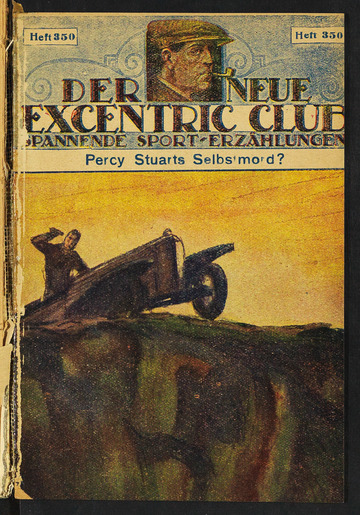 Heft 350
Heft 350
DER NEUE
EXCENTRIC CLUB
SPANNENDE SPORT-ERZÄHLUNGEN
Percy Stuarts Selbstmord?